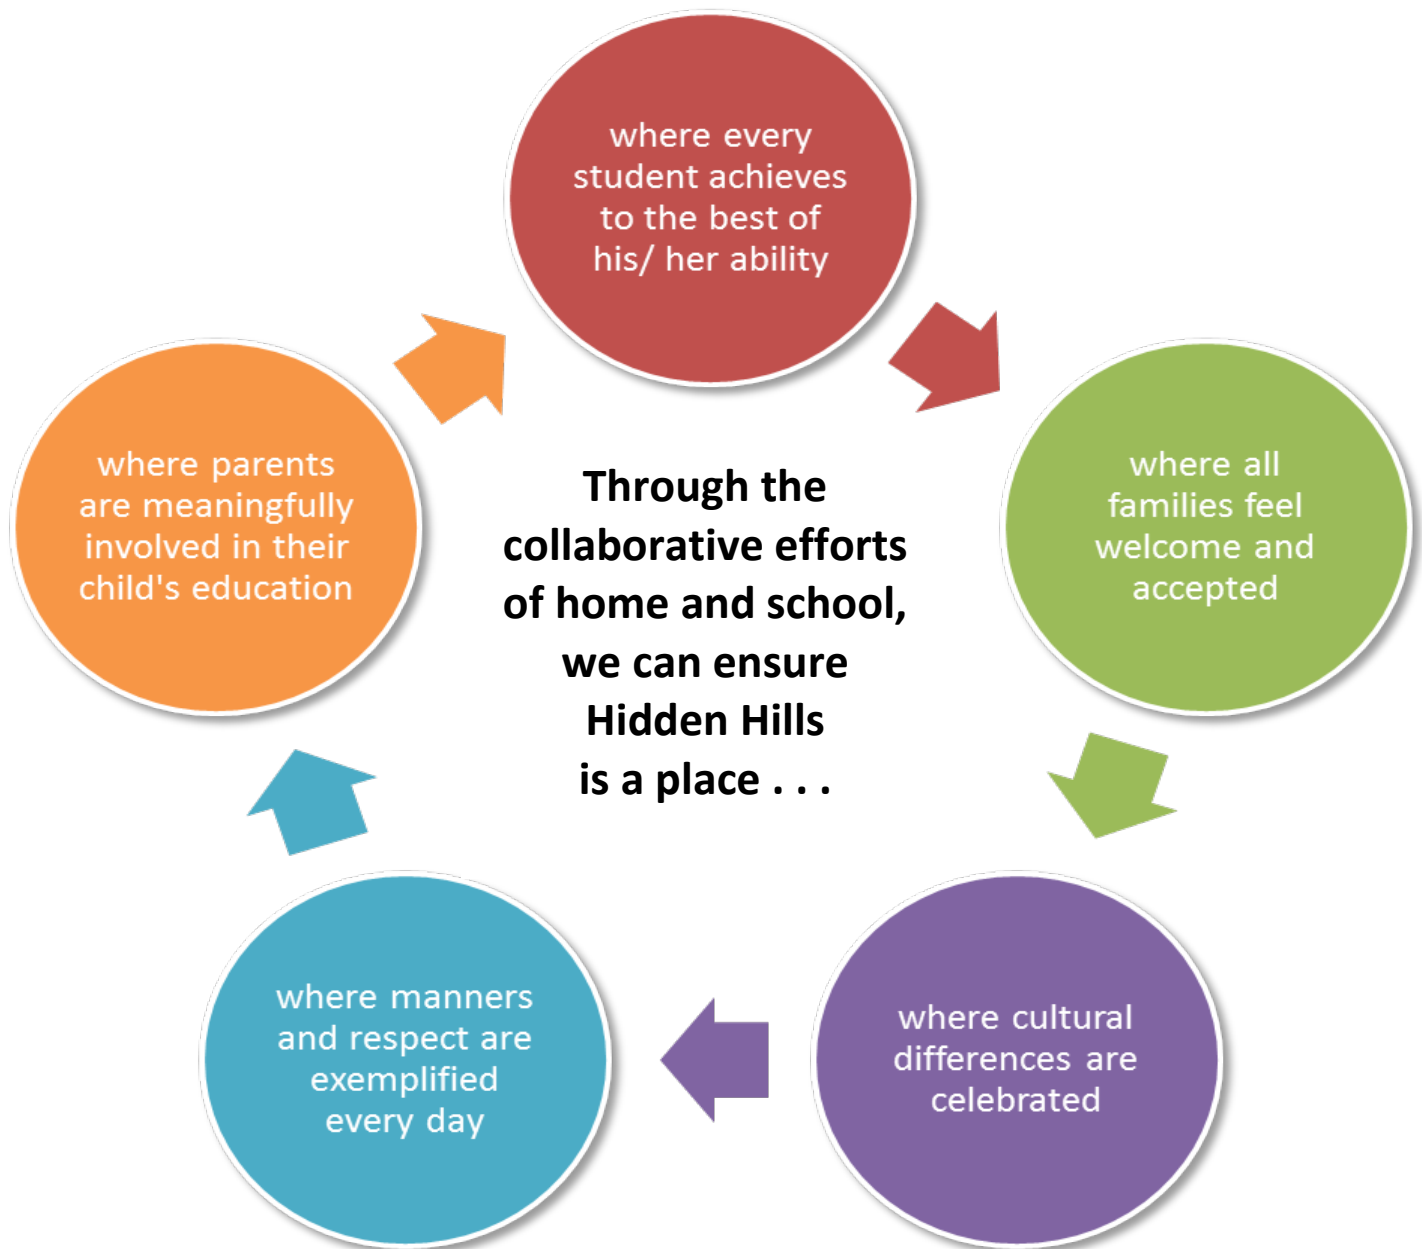 where every
student achieves
to the best of
his/ her ability
where all
families feel
welcome and
accepted
where cultural
differences are
celebrated
where manners
and respect are
exemplified
every day
where parents
are meaningfully
involved in their
child's education
Through the
collaborative efforts
of home and school,
we can ensure
Hidden Hills
is a place . . .